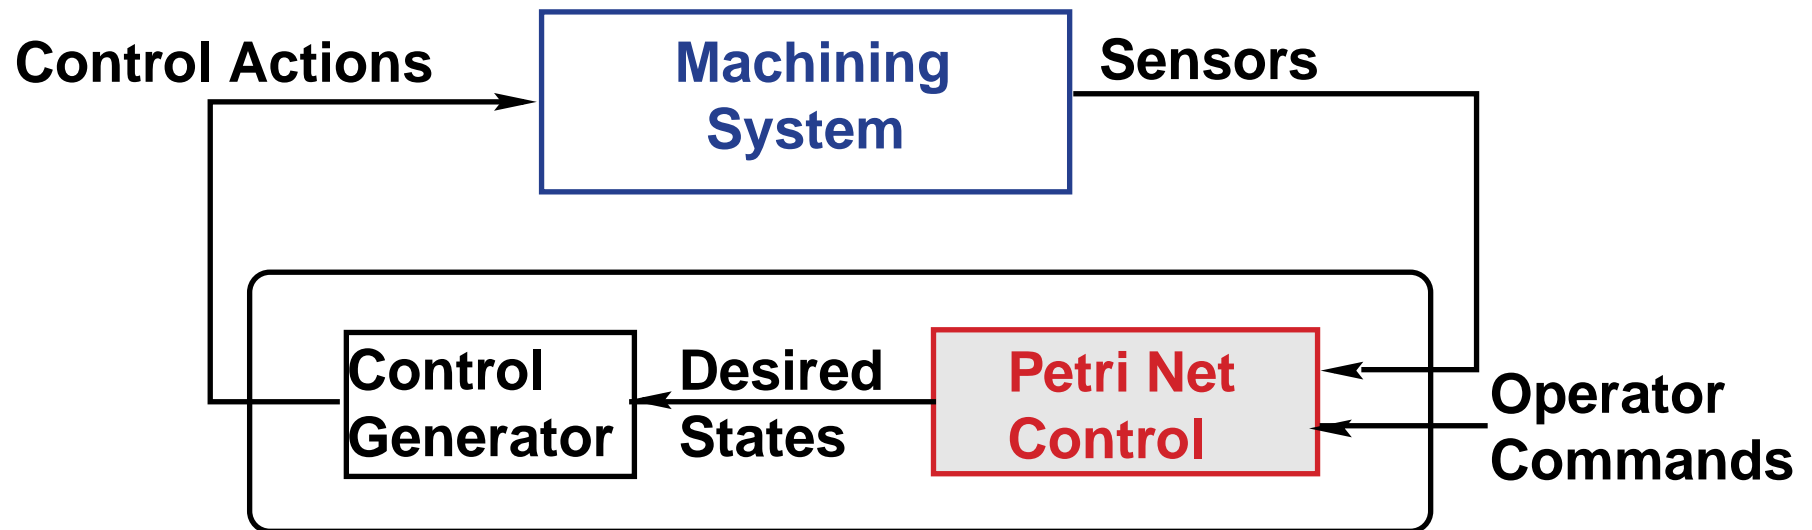 Control Actions
Machining
System
Sensors
Control
Generator
Desired
States
Petri Net
Control
Operator
Commands